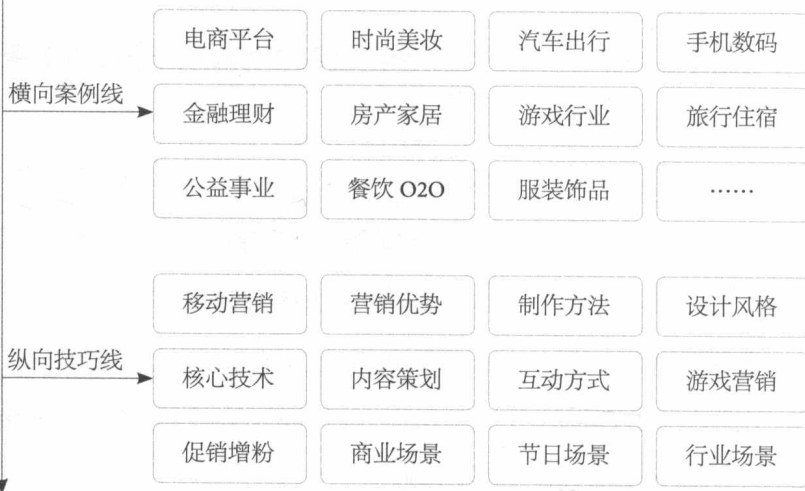 电商平台 时尚美妆 汽车出行 手机数码
横向案例线
金融理财 房产家居 游戏行业 旅行住宿
公益事业 餐饮 O2O 服装饰品 ……
移动营销 营销优势 制作方法 设计风格
纵向技巧线
核心技术 内容策划 互动方式 游戏营销
促销增粉 商业场景 节日场景 行业场景